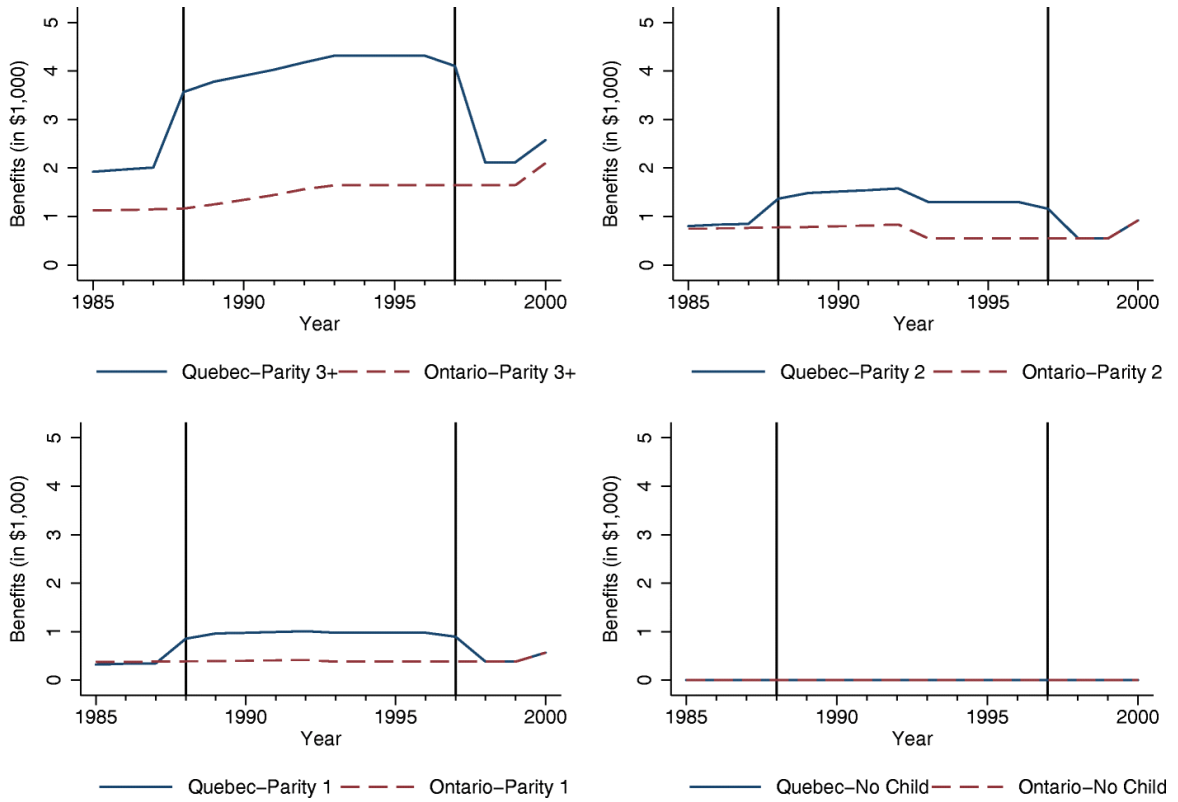 Benefits (in $1,000)
5
4
3
2
1
0
1985 1990 1995 2000
Year
Quebec−Parity 3+ Ontario−Parity 3+
Benefits (in $1,000)
5
4
3
2
1
0
1985 1990 1995 2000
Year
Quebec−Parity 2 Ontario−Parity 2
Benefits (in $1,000)
5
4
3
2
1
0
1985 1990 1995 2000
Year
Quebec−Parity 1 Ontario−Parity 1
Benefits (in $1,000)
5
4
3
2
1
0
1985 1990 1995 2000
Year
Quebec−No Child Ontario−No Child